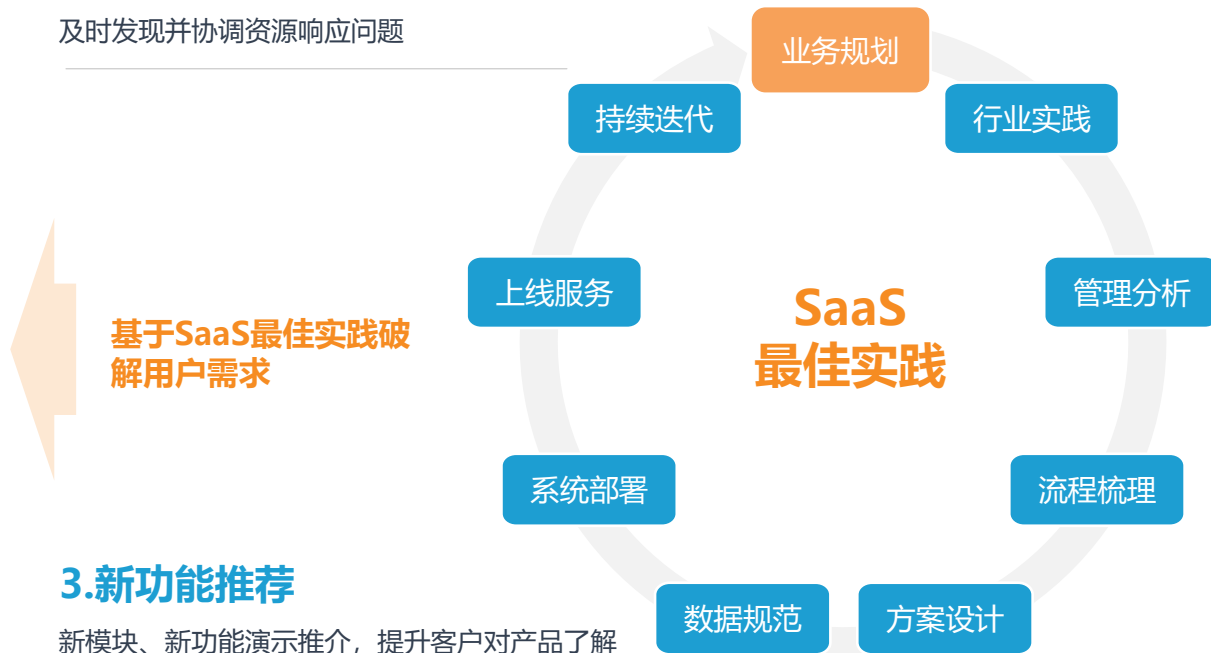 及时发现并协调资源响应问题
业务规划
持续迭代
行业实践
上线服务
管理分析
SaaS
最佳实践
基于SaaS最佳实践破
解用户需求
系统部署
流程梳理
3.新功能推荐
数据规范
方案设计
新模块、新功能演示推介，提升客户对产品了解